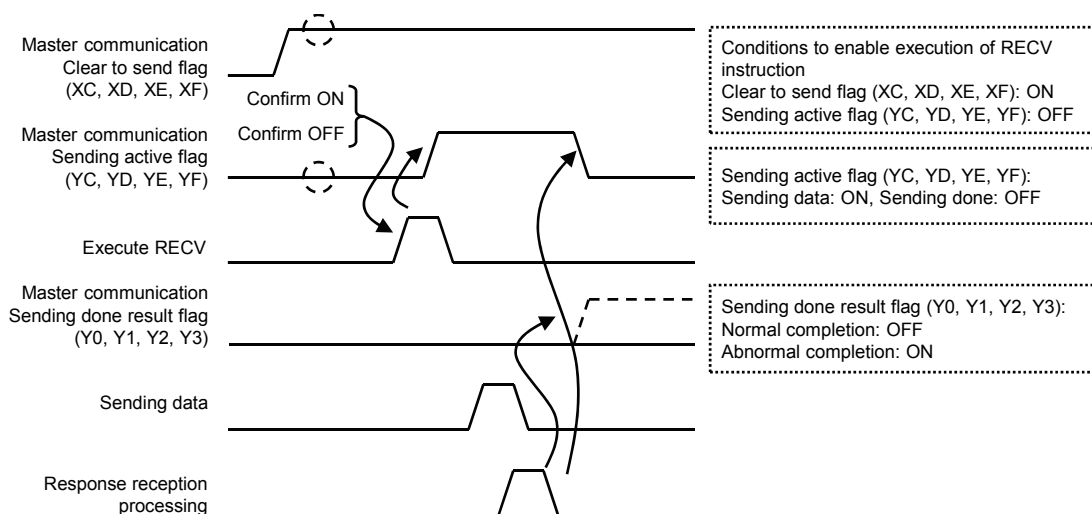 Master communication
Clear to send flag
(XC, XD, XE, XF)
Confirm ON
Confirm OFF
Master communication
Sending active flag
(YC, YD, YE, YF)
Execute RECV
Master communication
Sending done result flag
(Y0, Y1, Y2, Y3)
Sending data
Response reception
processing
Conditions to enable execution of RECV
instruction
Clear to send flag (XC, XD, XE, XF): ON
Sending active flag (YC, YD, YE, YF): OFF
Sending active flag (YC, YD, YE, YF):
Sending data: ON, Sending done: OFF
Sending done result flag (Y0, Y1, Y2, Y3):
Normal completion: OFF
Abnormal completion: ON